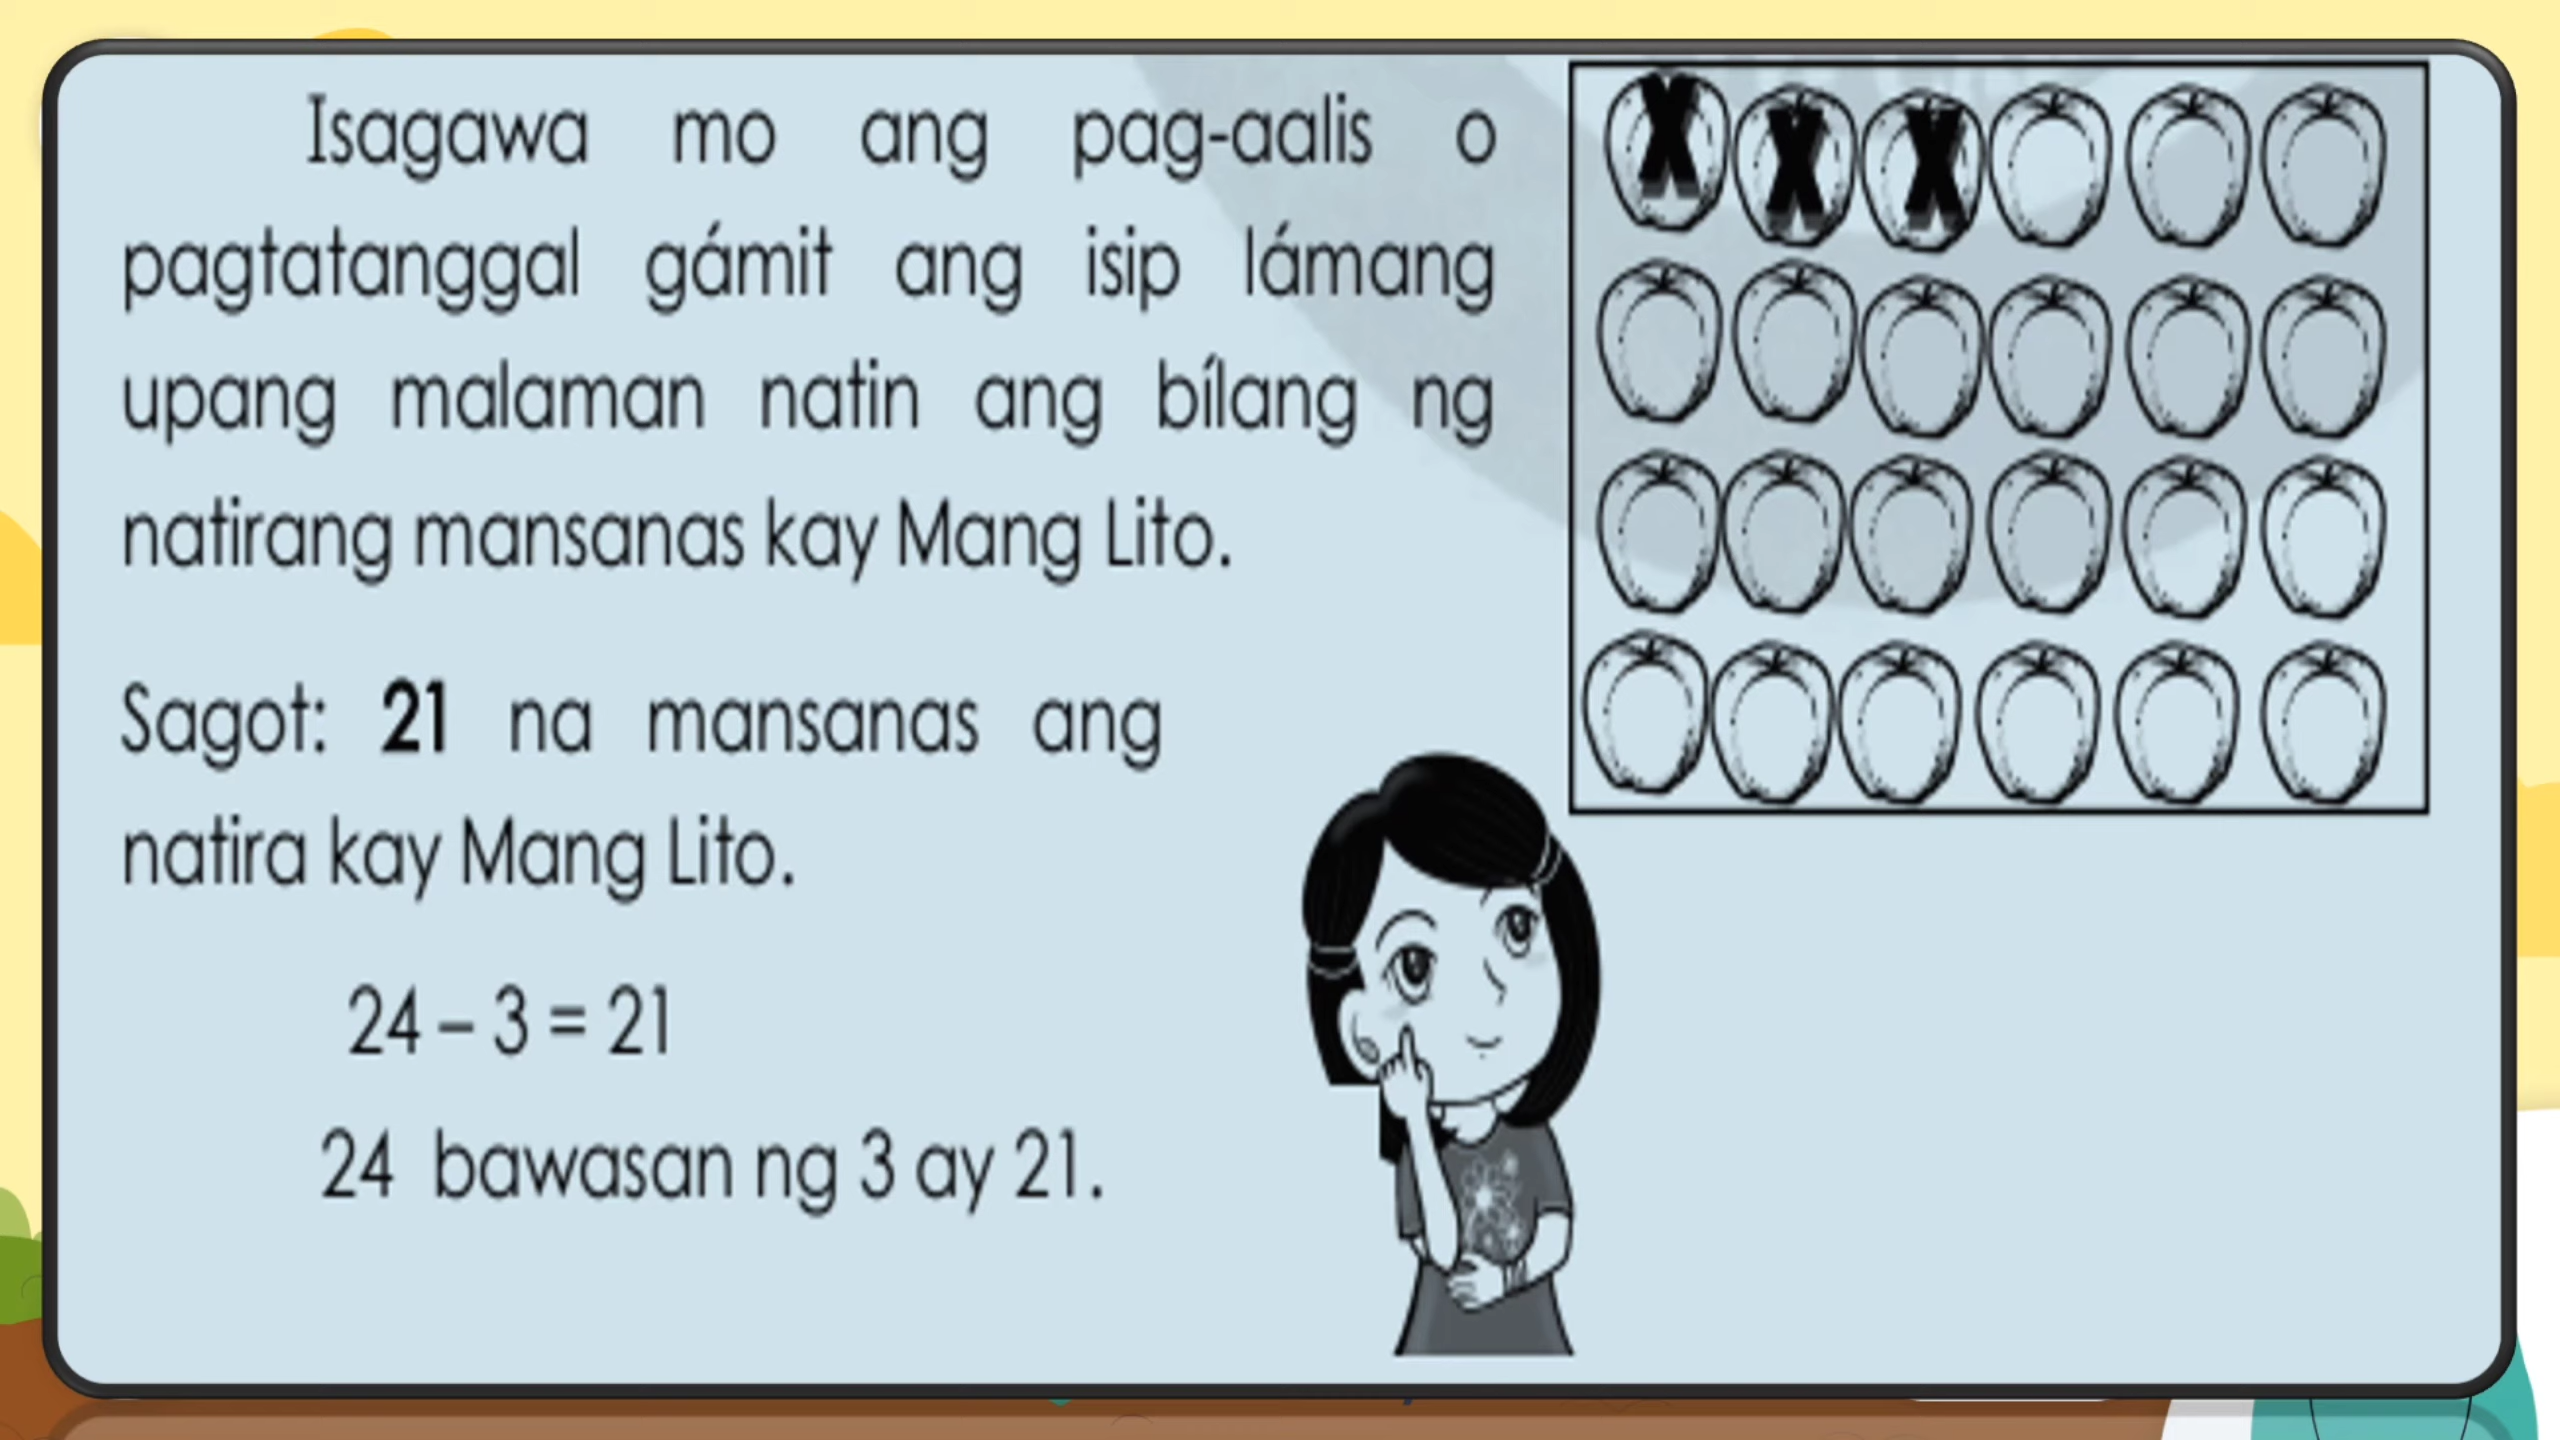 Isagawa mo ang pag-aalis o
pagtatanggal gámit ang isip lámang
upang malaman natin ang bílang ng
natirang mansanas kay Mang Lito.
Sagot: 21 na mansanas ang
natira kay Mang Lito.
24 – 3 = 21
24 bawasan ng 3 ay 21.
X X X